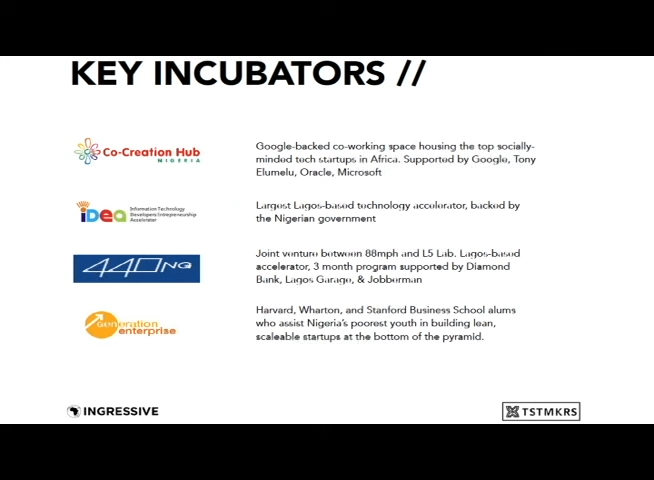 KEY INCUBATORS //
Co-Creation Hub
NIGERIA
Google-backed co-working space housing the top socially-
minded tech startups in Africa. Supported by Google, Tony
Elumelu, Oracle, Microsoft
iDea
Information Technology
Developers Entrepreneurship
Accelerator
Largest Lagos-based technology accelerator, backed by
the Nigerian government
440NG
Joint venture between 88mph and L5 Lab. Lagos-based
accelerator, 3 month program supported by Diamond
Bank, Lagos Garage, & Jobberman
Generation
enterprise
Harvard, Wharton, and Stanford Business School alums
who assist Nigeria's poorest youth in building lean,
scaleable startups at the bottom of the pyramid.
INGRESSIVE
TSTMKRS